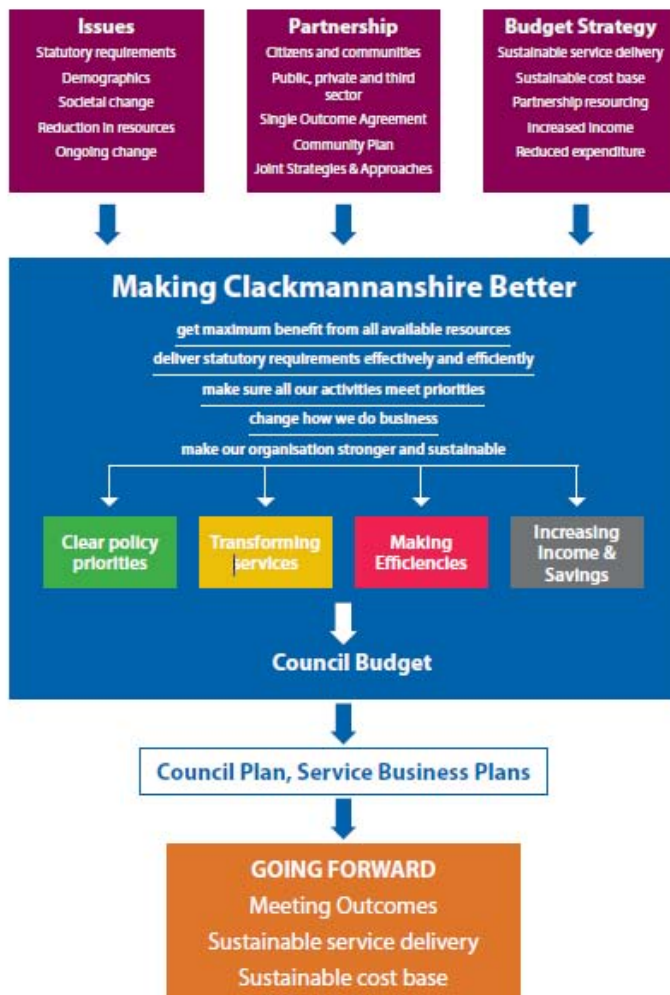 Issues
Statutory requirements
Demographics
Societal change
Reduction in resources
Ongoing change
Partnership
Citizens and communities
Public, private and third
sector
Single Outcome Agreement
Community Plan
Joint Strategies & Approaches
Budget Strategy
Sustainable service delivery
Sustainable cost base
Partnership resourcing
Increased income
Reduced expenditure
Making Clackmannanshire Better
get maximum benefit from all available resources
deliver statutory requirements effectively and efficiently
make sure all our activities meet priorities
change how we do business
make our organisation stronger and sustainable
Clear policy
priorities
Transforming
services
Making
Efficiencies
Increasing
Income &
Savings
Council Budget
Council Plan, Service Business Plans
GOING FORWARD
Meeting Outcomes
Sustainable service delivery
Sustainable cost base